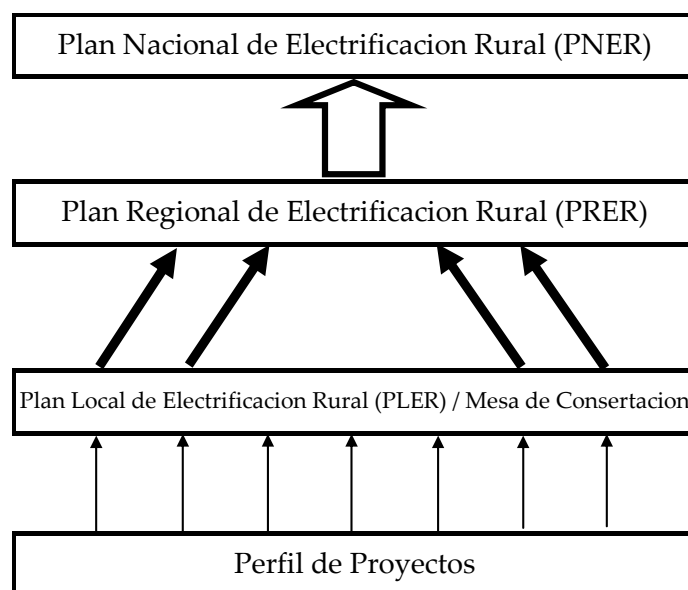 Plan Nacional de Electrificacion Rural (PNER)
Plan Regional de Electrificacion Rural (PRER)
Plan Local de Electrificacion Rural (PLER) / Mesa de Consertacion
Perfil de Proyectos